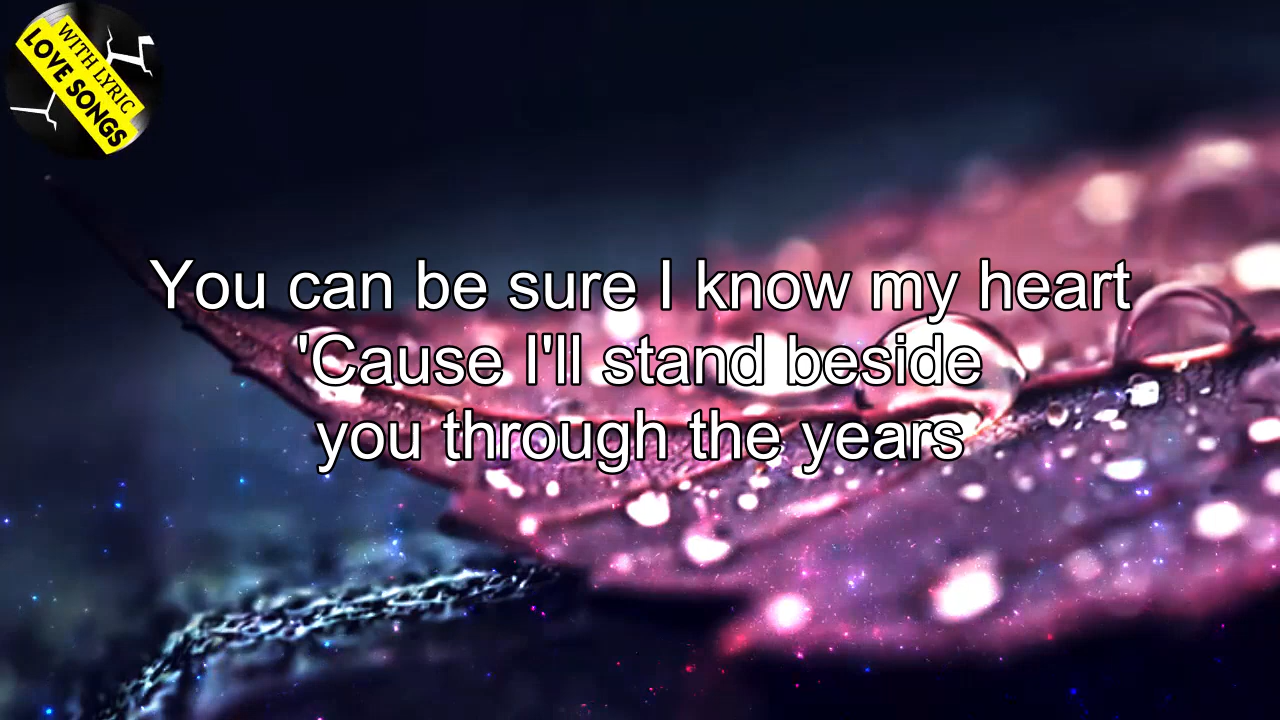 WITH LYRIC
LOVE SONGS
You can be sure I know my heart
'Cause I'll stand beside
you through the years